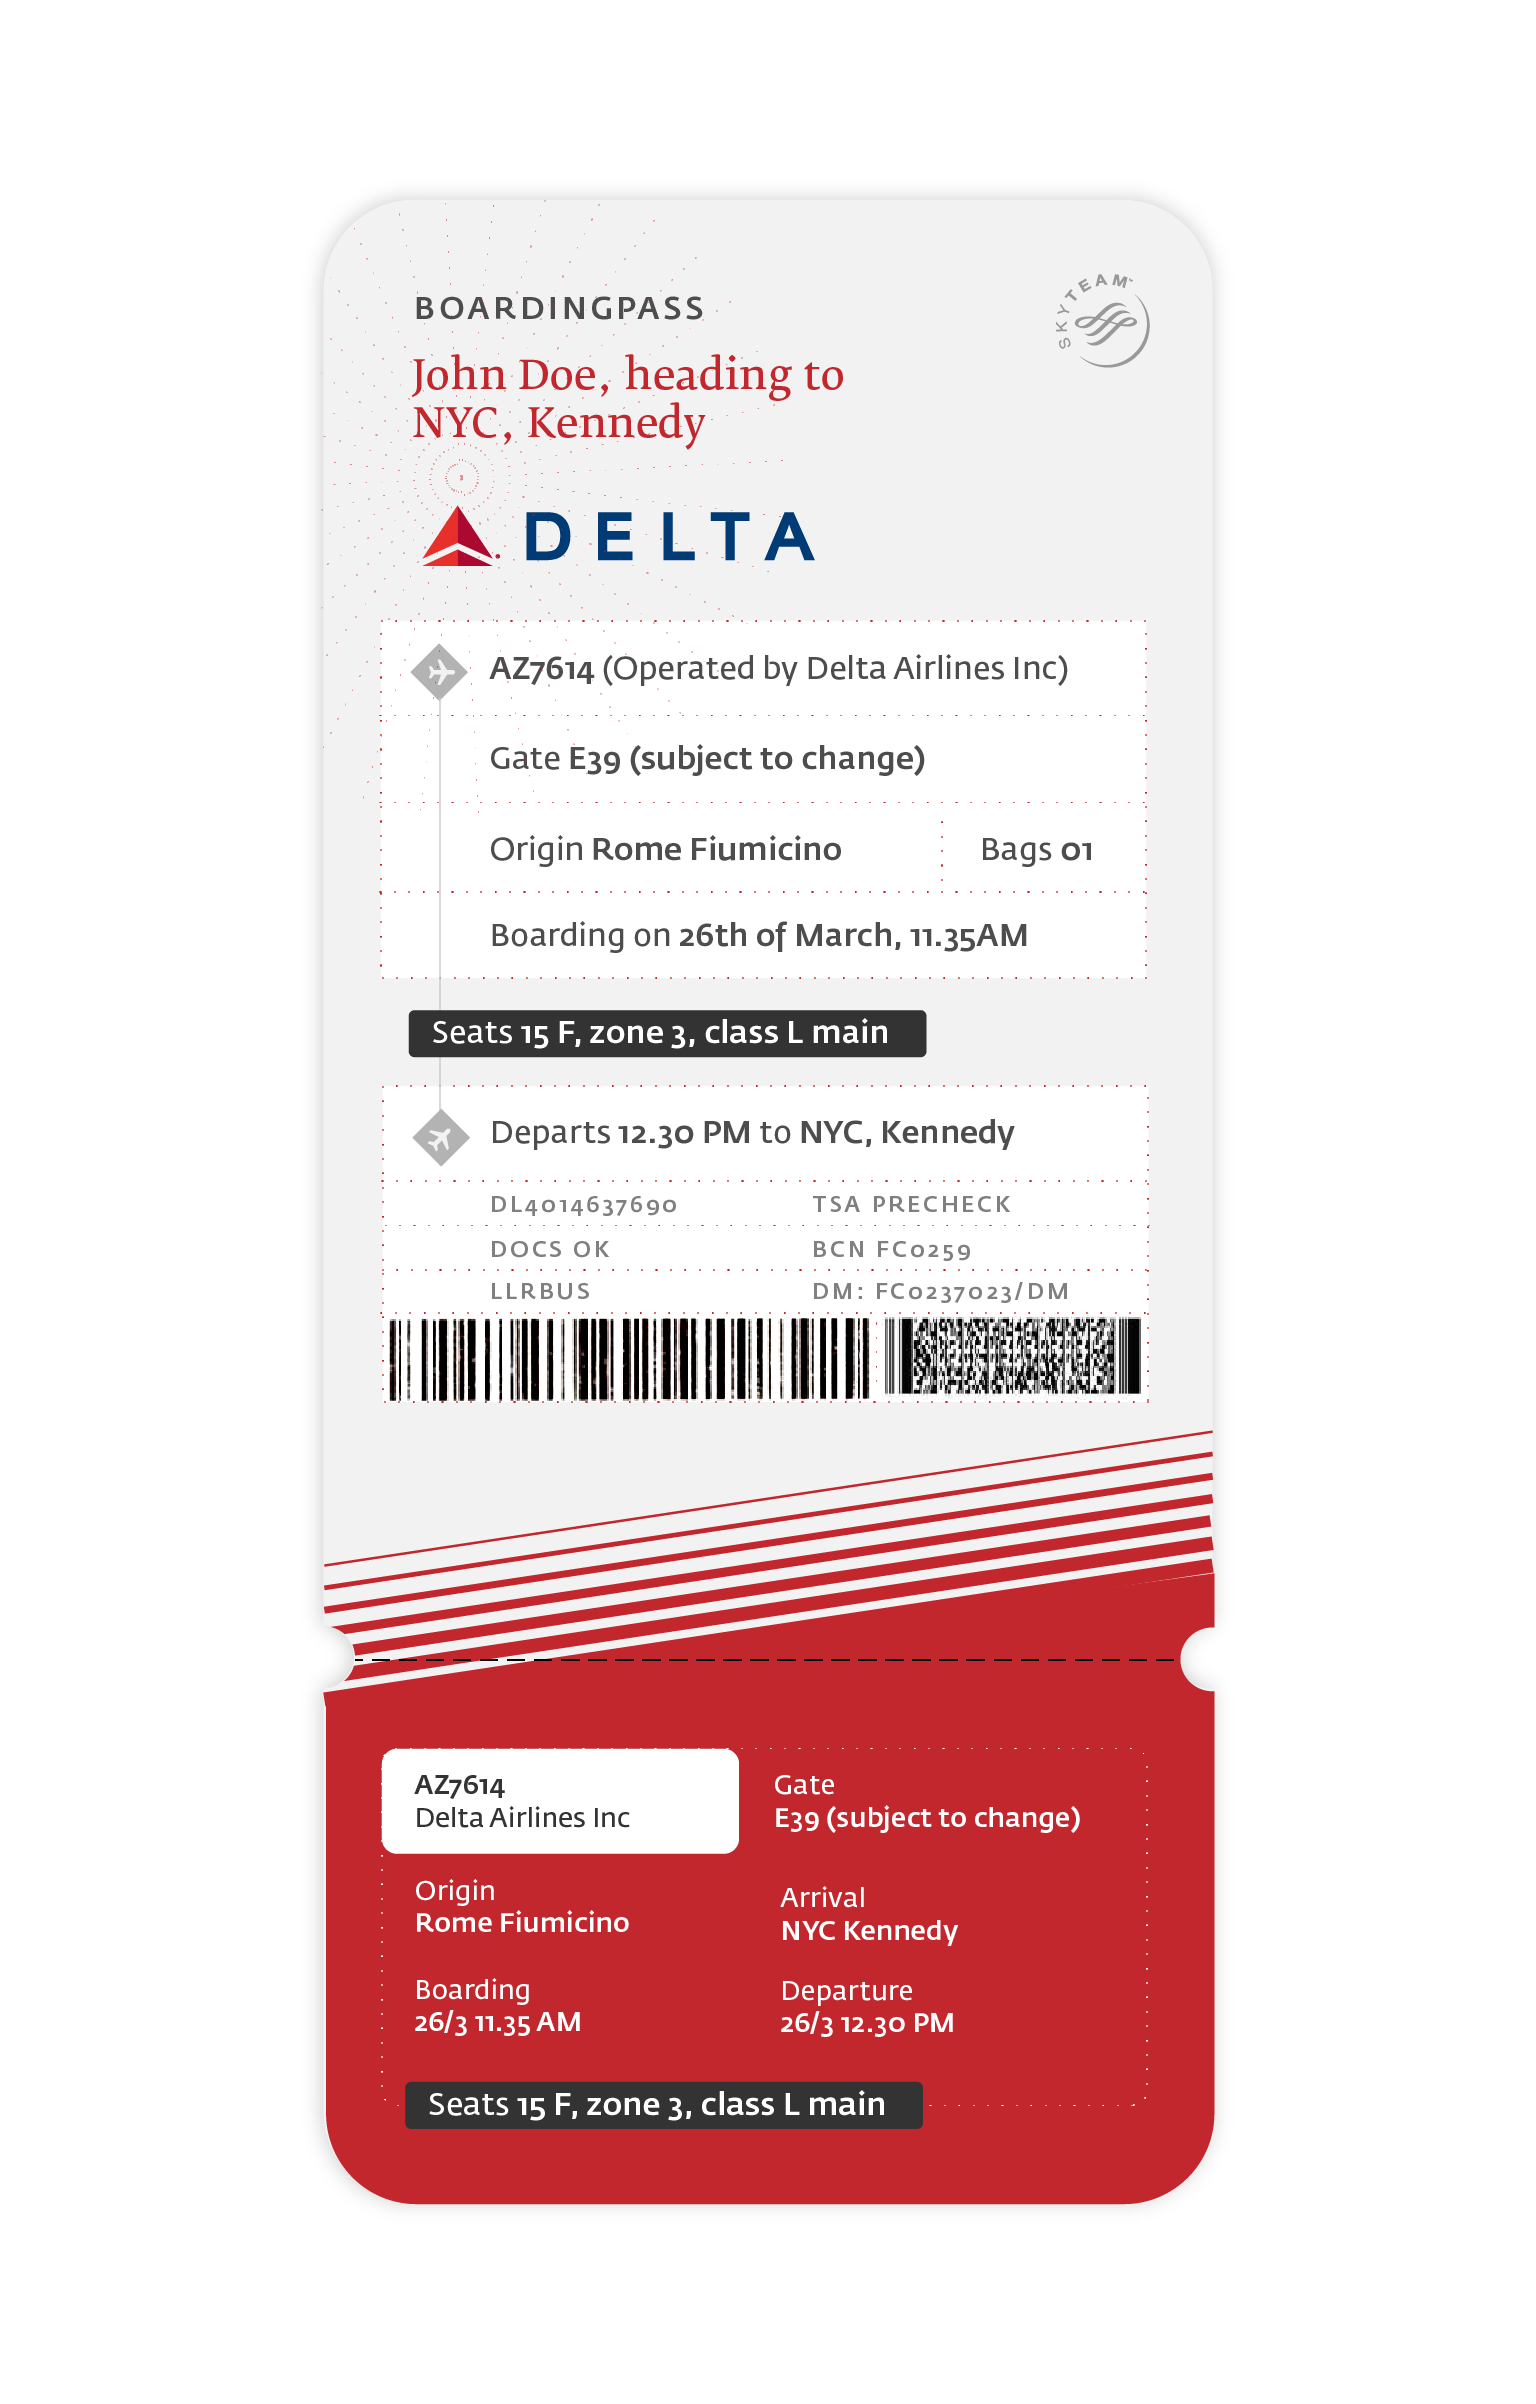 BOARDINGPASS
SKYTEAM™
John Doe, heading to
NYC, Kennedy
DELTA
AZ7614 (Operated by Delta Airlines Inc)
Gate E39 (subject to change)
Origin Rome Fiumicino Bags 01
Boarding on 26th of March, 11.35AM
Seats 15 F, zone 3, class L main
Departs 12.30 PM to NYC, Kennedy
DL4014637690 TSA PRECHECK
DOCS OK BCN FC0259
LLRBUS DM: FC0237023/DM
AZ7614
Delta Airlines Inc
Gate
E39 (subject to change)
Origin
Rome Fiumicino
Arrival
NYC Kennedy
Boarding
26/3 11.35 AM
Departure
26/3 12.30 PM
Seats 15 F, zone 3, class L main